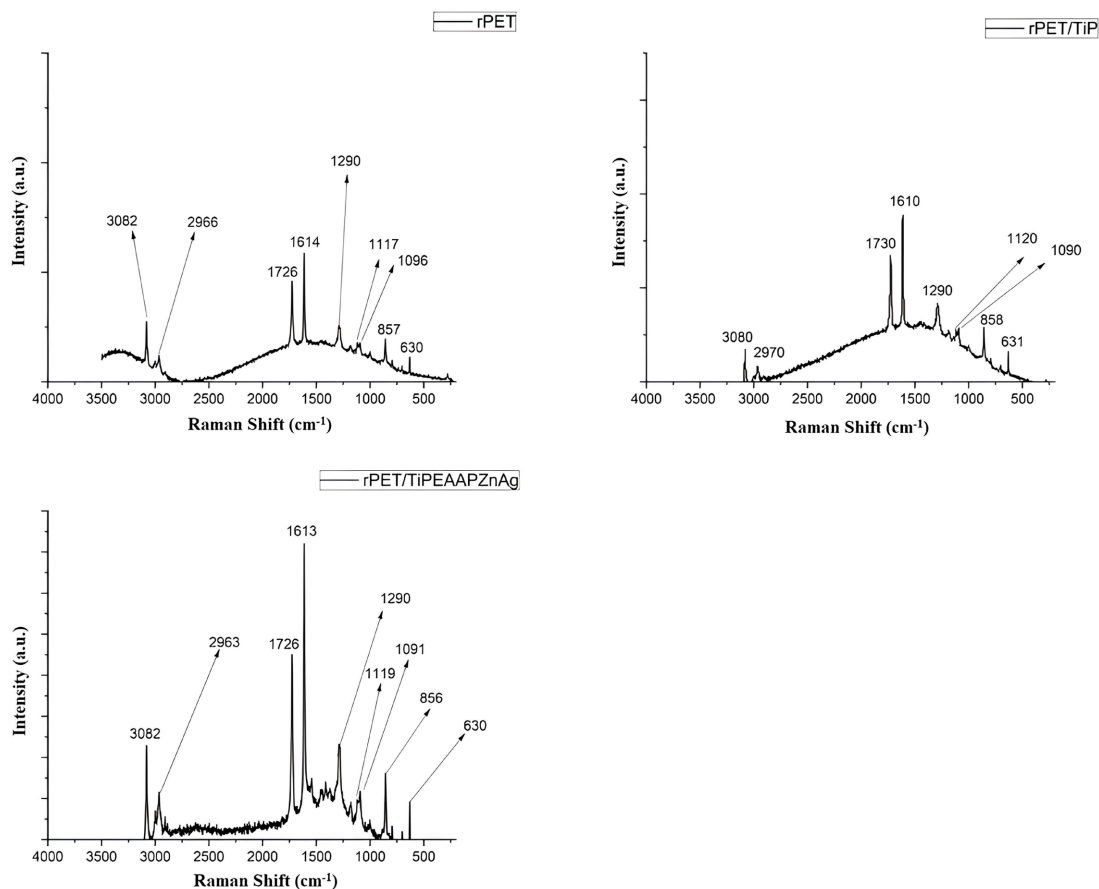 rPET
Intensity (a.u.)
3082
2966
1726
1614
1290
1117
1096
857
630
4000 3500 3000 2500 2000 1500 1000 500
Raman Shift (cm⁻¹)
rPET/TiP
Intensity (a.u.)
3080
2970
1730
1610
1290
1120
1090
858
631
4000 3500 3000 2500 2000 1500 1000 500
Raman Shift (cm⁻¹)
rPET/TiPEAAPZnAg
Intensity (a.u.)
3082
2963
1726
1613
1290
1119
1091
856
630
4000 3500 3000 2500 2000 1500 1000 500
Raman Shift (cm⁻¹)